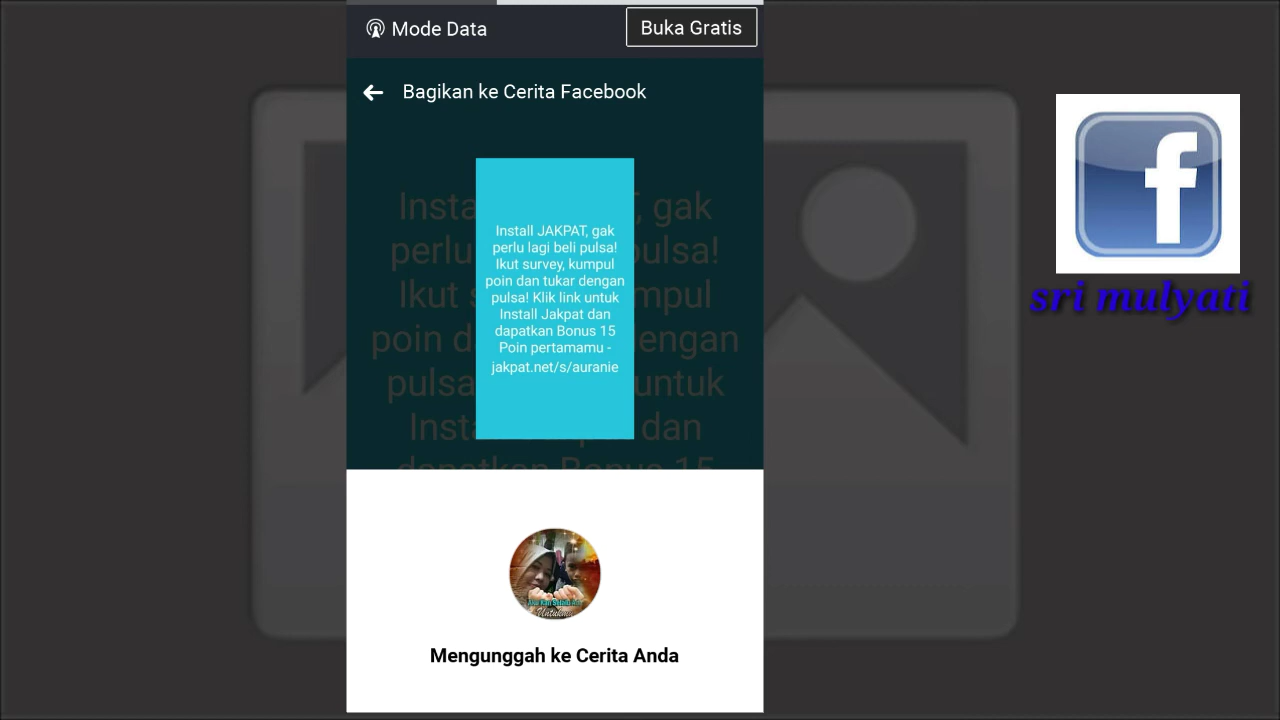 Mode Data
Buka Gratis
Bagikan ke Cerita Facebook
Install JAKPAT, gak
perlu lagi beli pulsa!
Ikut survey, kumpul
poin dan tukar dengan
pulsa! Klik link untuk
Install Jakpat dan
dapatkan Bonus 15
Poin pertamamu -
jakpat.net/s/auranie
Mengunggah ke Cerita Anda
f
sri mulyati